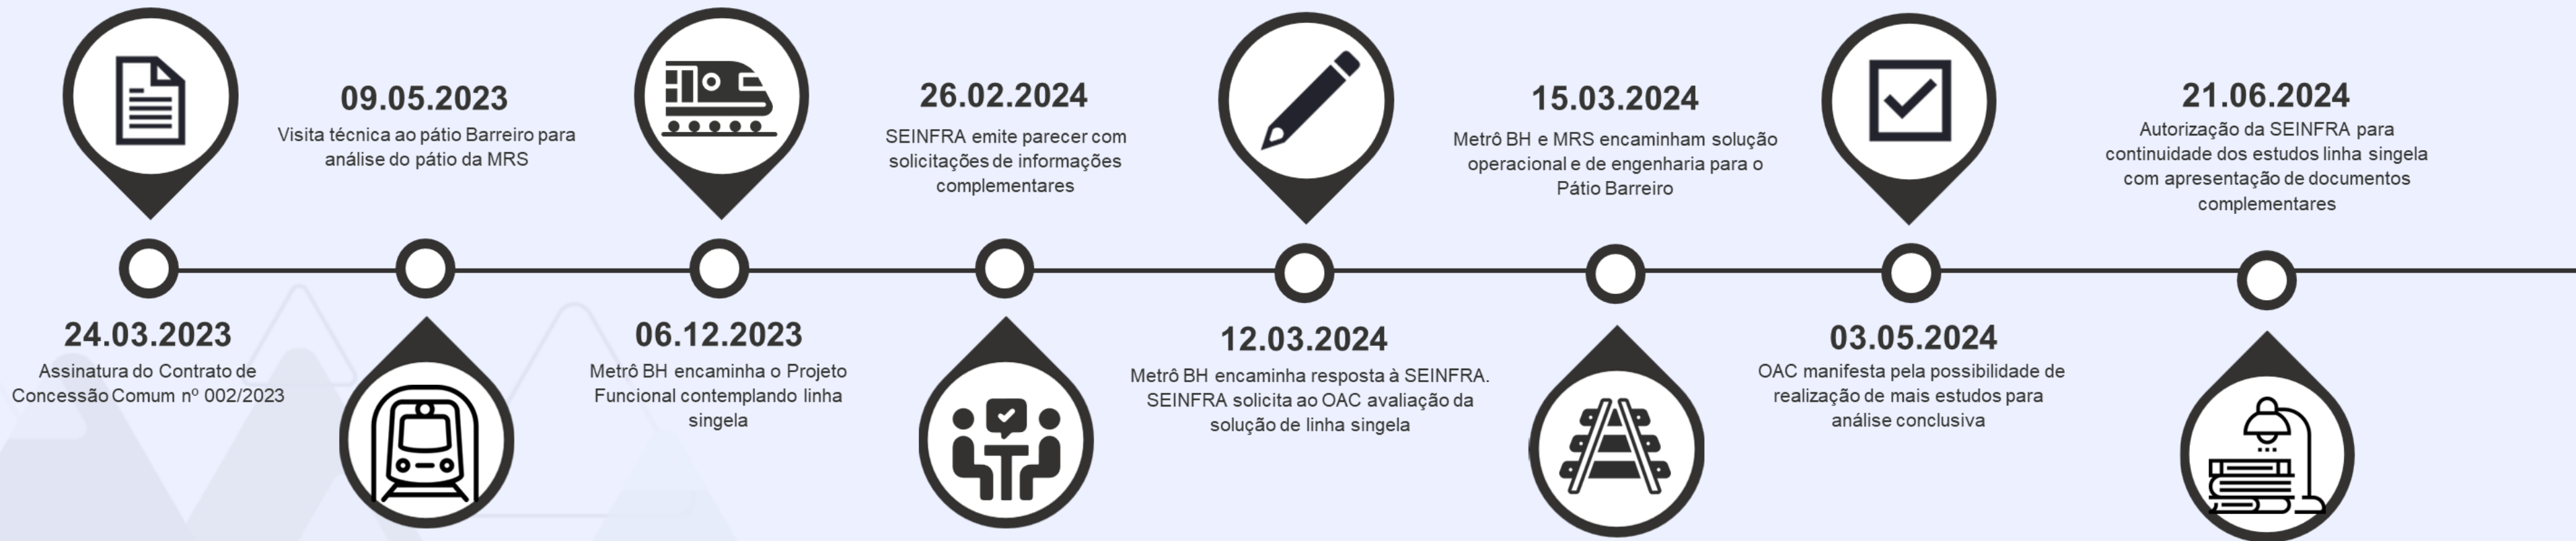 24.03.2023
Assinatura do Contrato de
Concessão Comum nº 002/2023
09.05.2023
Visita técnica ao pátio Barreiro para
análise do pátio da MRS
06.12.2023
Metrô BH encaminha o Projeto
Funcional contemplando linha
singela
26.02.2024
SEINFRA emite parecer com
solicitações de informações
complementares
12.03.2024
Metrô BH encaminha resposta à SEINFRA.
SEINFRA solicita ao OAC avaliação da
solução de linha singela
15.03.2024
Metrô BH e MRS encaminham solução
operacional e de engenharia para o
Pátio Barreiro
03.05.2024
OAC manifesta pela possibilidade de
realização de mais estudos para
análise conclusiva
21.06.2024
Autorização da SEINFRA para
continuidade dos estudos linha singela
com apresentação de documentos
complementares